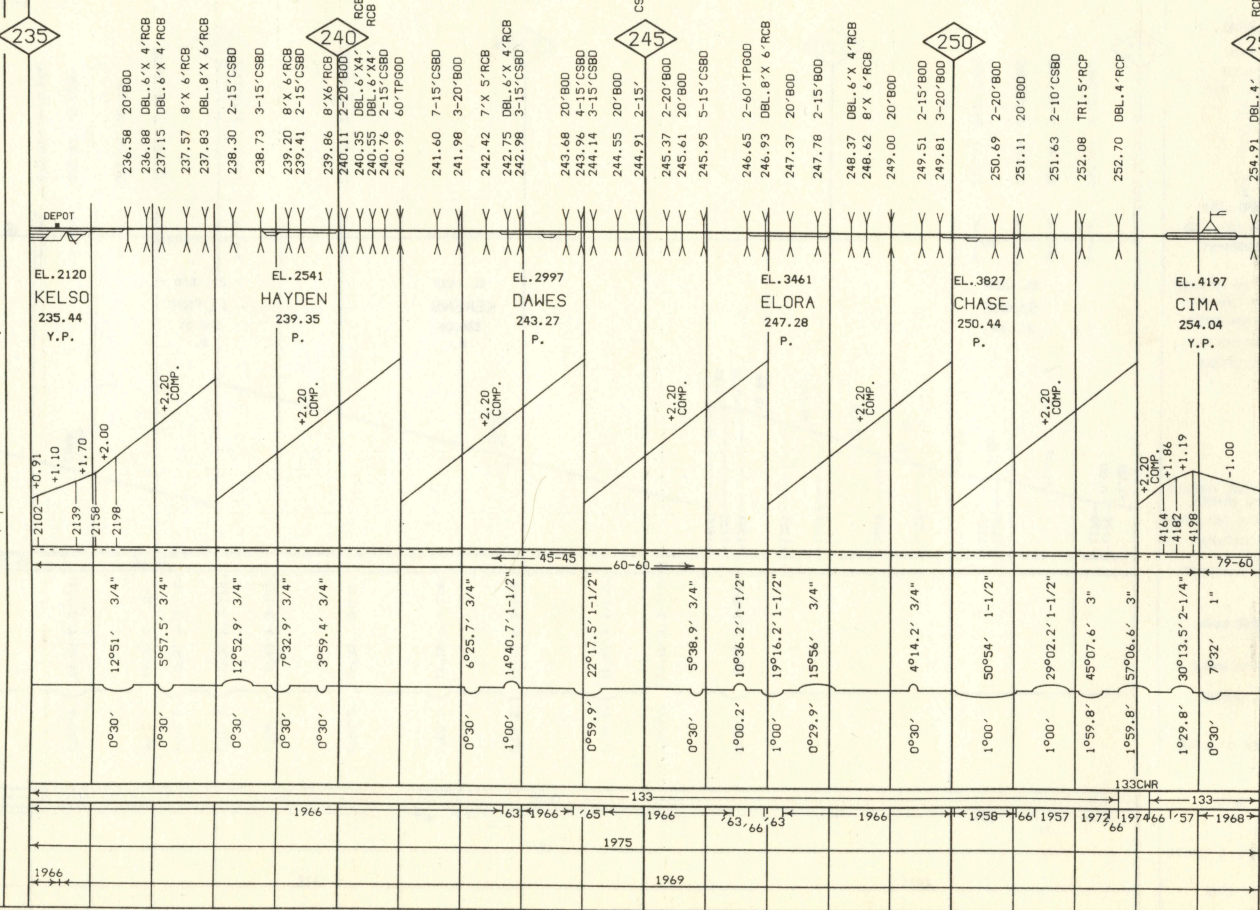 235
240
245
250
RCB
RCB
CS
236.58 20'BOD
236.88 DBL.6'X 4'RCB
237.15 DBL.6'X 4'RCB
237.57 8'X 6'RCB
237.83 DBL.8'X 6'RCB
238.30 2-15'CSBD
238.73 3-15'CSBD
239.20 8'X 6'RCB
239.41 2-15'CSBD
239.86 8'X6'RCB
240.11 2-20'BOD
240.35 DBL.6'X4'
240.55 DBL.6'X4'
240.76 2-15'CSBD
240.99 60'TPGOD
241.60 7-15'CSBD
241.98 3-20'BOD
242.42 7'X 5'RCB
242.75 DBL.6'X 4'RCB
242.98 3-15'CSBD
243.68 20'BOD
243.96 4-15'CSBD
244.14 3-15'CSBD
244.55 20'BOD
244.91 2-15'
245.37 2-20'BOD
245.61 20'BOD
245.95 5-15'CSBD
246.65 2-60'TPGOD
246.93 DBL.8'X 6'RCB
247.37 20'BOD
247.78 2-15'BOD
248.37 DBL.6'X 4'RCB
248.62 8'X 6'RCB
249.00 20'BOD
249.51 2-15'BOD
249.81 3-20'BOD
250.69 2-20'BOD
251.11 20'BOD
251.63 2-10'CSBD
252.08 TRI.5'RCP
252.70 DBL.4'RCP
254.91 DBL.4'
DEPOT
EL.2120
KELSO
235.44
Y.P.
EL.2541
HAYDEN
239.35
P.
EL.2997
DAWES
243.27
P.
EL.3461
ELORA
247.28
P.
EL.3827
CHASE
250.44
P.
EL.4197
CIMA
254.04
Y.P.
+0.91
+1.10
+1.70
+2.00
+2.20 COMP.
+2.20 COMP.
+2.20 COMP.
+2.20 COMP.
+2.20 COMP.
+2.20 COMP.
+2.20 COMP.
+1.86
+1.19
-1.00
2102
2139
2158
2198
4164
4182
4198
45-45
60-60
79-60
12°51' 3/4"
5°57.5' 3/4"
12°52.9' 3/4"
7°32.9' 3/4"
3°59.4' 3/4"
6°25.7' 3/4"
14°40.7' 1-1/2"
22°17.5' 1-1/2"
5°38.9' 3/4"
10°36.2' 1-1/2"
19°16.2' 1-1/2"
15°56' 3/4"
4°14.2' 3/4"
50°54' 1-1/2"
29°02.2' 1-1/2"
45°07.6' 3"
57°06.6' 3"
30°13.5' 2-1/4"
7°32' 1"
0°30'
0°30'
0°30'
0°30'
0°30'
0°30'
1°00'
0°59.9'
0°30'
1°00.2'
1°00'
0°29.9'
0°30'
1°00'
1°00'
1°59.8'
1°59.8'
1°29.8'
0°30'
133CWR
133
133
1966 '63 1966 '65 1966 '63 '66 '63 1966 1958 '66 1957 1972 '66 1974 '66 '57 1968
1975
1966
1969